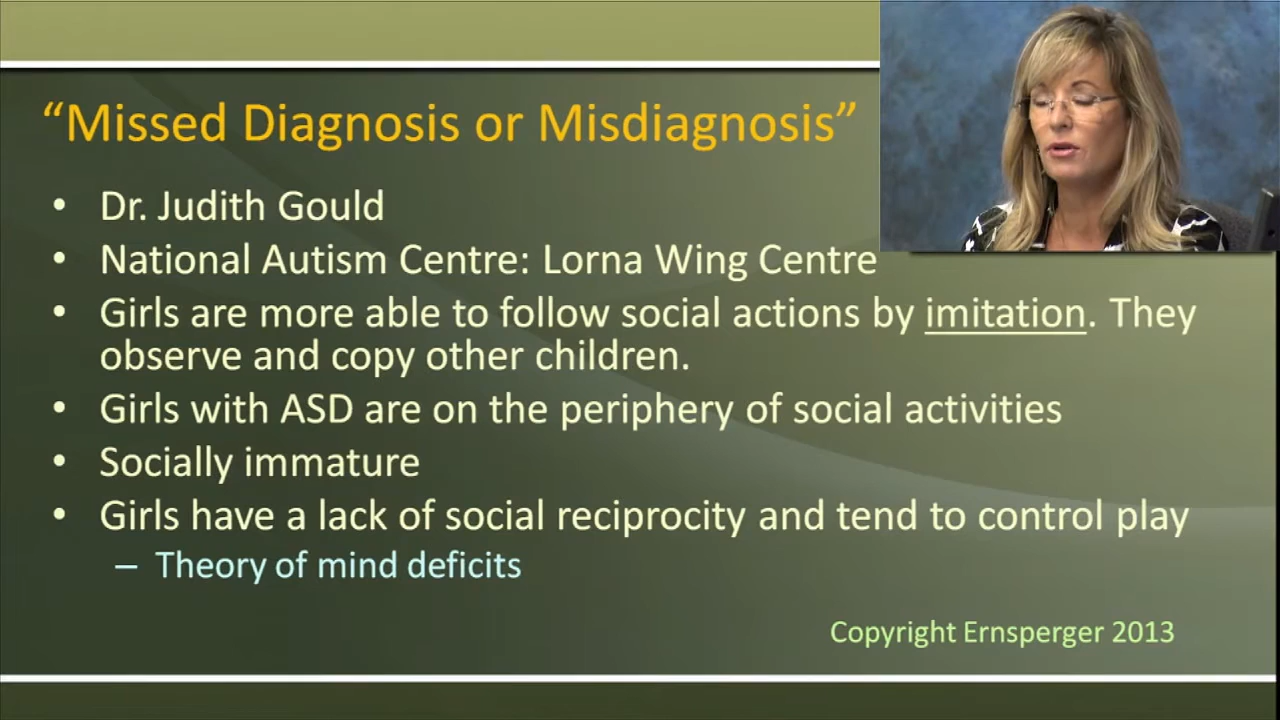 “Missed Diagnosis or Misdiagnosis”
• Dr. Judith Gould
• National Autism Centre: Lorna Wing Centre
• Girls are more able to follow social actions by imitation. They
observe and copy other children.
• Girls with ASD are on the periphery of social activities
• Socially immature
• Girls have a lack of social reciprocity and tend to control play
– Theory of mind deficits
Copyright Ernsperger 2013